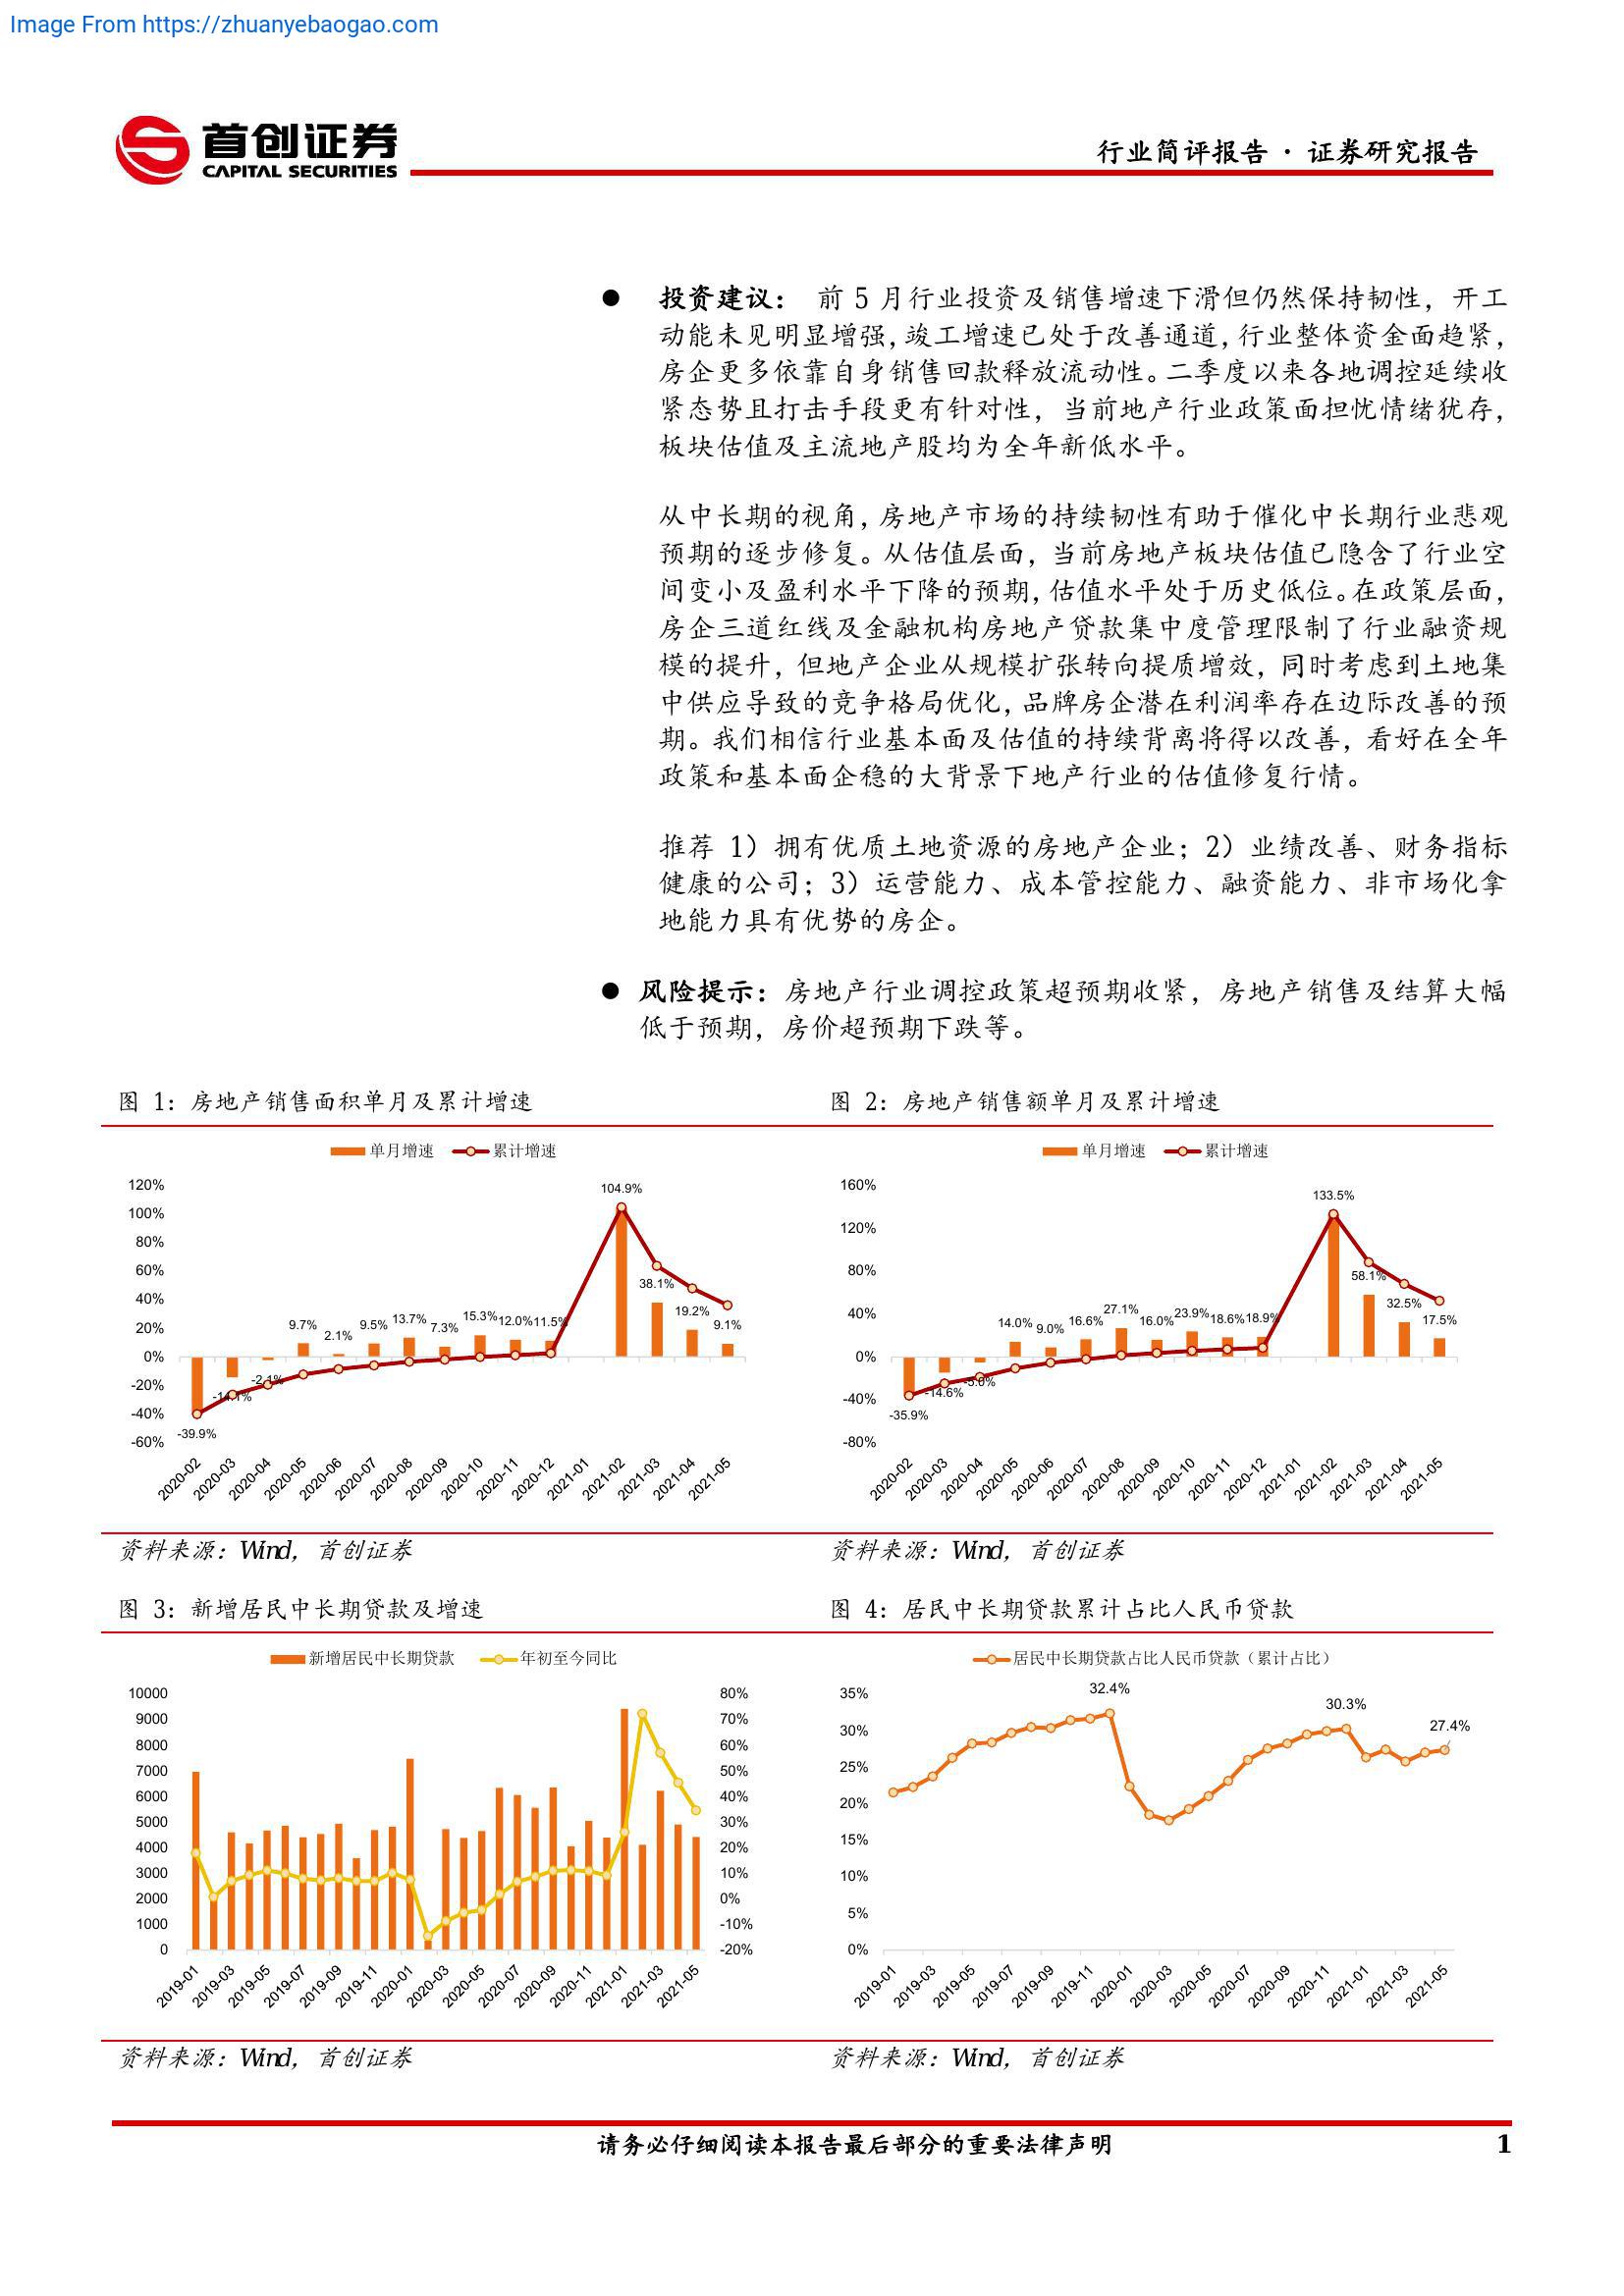 Image From https://zhuanyebaogao.com
首创证券
CAPITAL SECURITIES
行业简评报告 · 证券研究报告
● 投资建议： 前 5 月行业投资及销售增速下滑但仍然保持韧性，开工
动能未见明显增强，竣工增速已处于改善通道，行业整体资金面趋紧，
房企更多依靠自身销售回款释放流动性。二季度以来各地调控延续收
紧态势且打击手段更有针对性，当前地产行业政策面担忧情绪犹存，
板块估值及主流地产股均为全年新低水平。
从中长期的视角，房地产市场的持续韧性有助于催化中长期行业悲观
预期的逐步修复。从估值层面，当前房地产板块估值已隐含了行业空
间变小及盈利水平下降的预期，估值水平处于历史低位。在政策层面，
房企三道红线及金融机构房地产贷款集中度管理限制了行业融资规
模的提升，但地产企业从规模扩张转向提质增效，同时考虑到土地集
中供应导致的竞争格局优化，品牌房企潜在利润率存在边际改善的预
期。我们相信行业基本面及估值的持续背离将得以改善，看好在全年
政策和基本面企稳的大背景下地产行业的估值修复行情。
推荐 1）拥有优质土地资源的房地产企业；2）业绩改善、财务指标
健康的公司；3）运营能力、成本管控能力、融资能力、非市场化拿
地能力具有优势的房企。
● 风险提示：房地产行业调控政策超预期收紧，房地产销售及结算大幅
低于预期，房价超预期下跌等。
图 1：房地产销售面积单月及累计增速
单月增速 累计增速
120%
100%
80%
60%
40%
20%
0%
-20%
-40%
-60%
-39.9%
-14.1%
-2.1%
9.7%
2.1%
9.5%
13.7%
7.3%
15.3%
12.0%
11.5%
104.9%
38.1%
19.2%
9.1%
2020-02 2020-03 2020-04 2020-05 2020-06 2020-07 2020-08 2020-09 2020-10 2020-11 2020-12 2021-01 2021-02 2021-03 2021-04 2021-05
资料来源：Wind，首创证券
图 2：房地产销售额单月及累计增速
单月增速 累计增速
160%
120%
80%
40%
0%
-40%
-80%
-35.9%
-14.6%
-5.0%
14.0%
9.0%
16.6%
27.1%
16.0%
23.9%
18.6%
18.9%
133.5%
58.1%
32.5%
17.5%
2020-02 2020-03 2020-04 2020-05 2020-06 2020-07 2020-08 2020-09 2020-10 2020-11 2020-12 2021-01 2021-02 2021-03 2021-04 2021-05
资料来源：Wind，首创证券
图 3：新增居民中长期贷款及增速
新增居民中长期贷款 年初至今同比
10000
9000
8000
7000
6000
5000
4000
3000
2000
1000
0
80%
70%
60%
50%
40%
30%
20%
10%
0%
-10%
-20%
2019-01 2019-03 2019-05 2019-07 2019-09 2019-11 2020-01 2020-03 2020-05 2020-07 2020-09 2020-11 2021-01 2021-03 2021-05
资料来源：Wind，首创证券
图 4：居民中长期贷款累计占比人民币贷款
居民中长期贷款占比人民币贷款（累计占比）
35%
30%
25%
20%
15%
10%
5%
0%
32.4%
30.3%
27.4%
2019-01 2019-03 2019-05 2019-07 2019-09 2019-11 2020-01 2020-03 2020-05 2020-07 2020-09 2020-11 2021-01 2021-03 2021-05
资料来源：Wind，首创证券
请务必仔细阅读本报告最后部分的重要法律声明
1